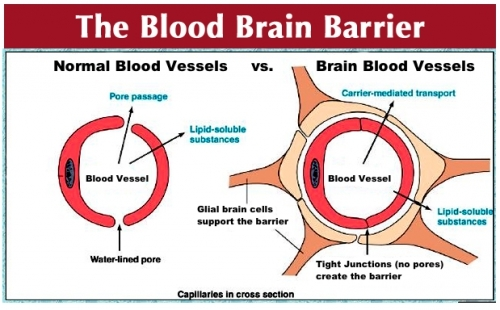 The Blood Brain Barrier
Normal Blood Vessels vs. Brain Blood Vessels
Pore passage
Lipid-soluble
substances
Blood Vessel
Water-lined pore
Carrier-mediated transport
Blood Vessel
Glial brain cells
support the barrier
Lipid-soluble
substances
Tight Junctions (no pores)
create the barrier
Capillaries in cross section